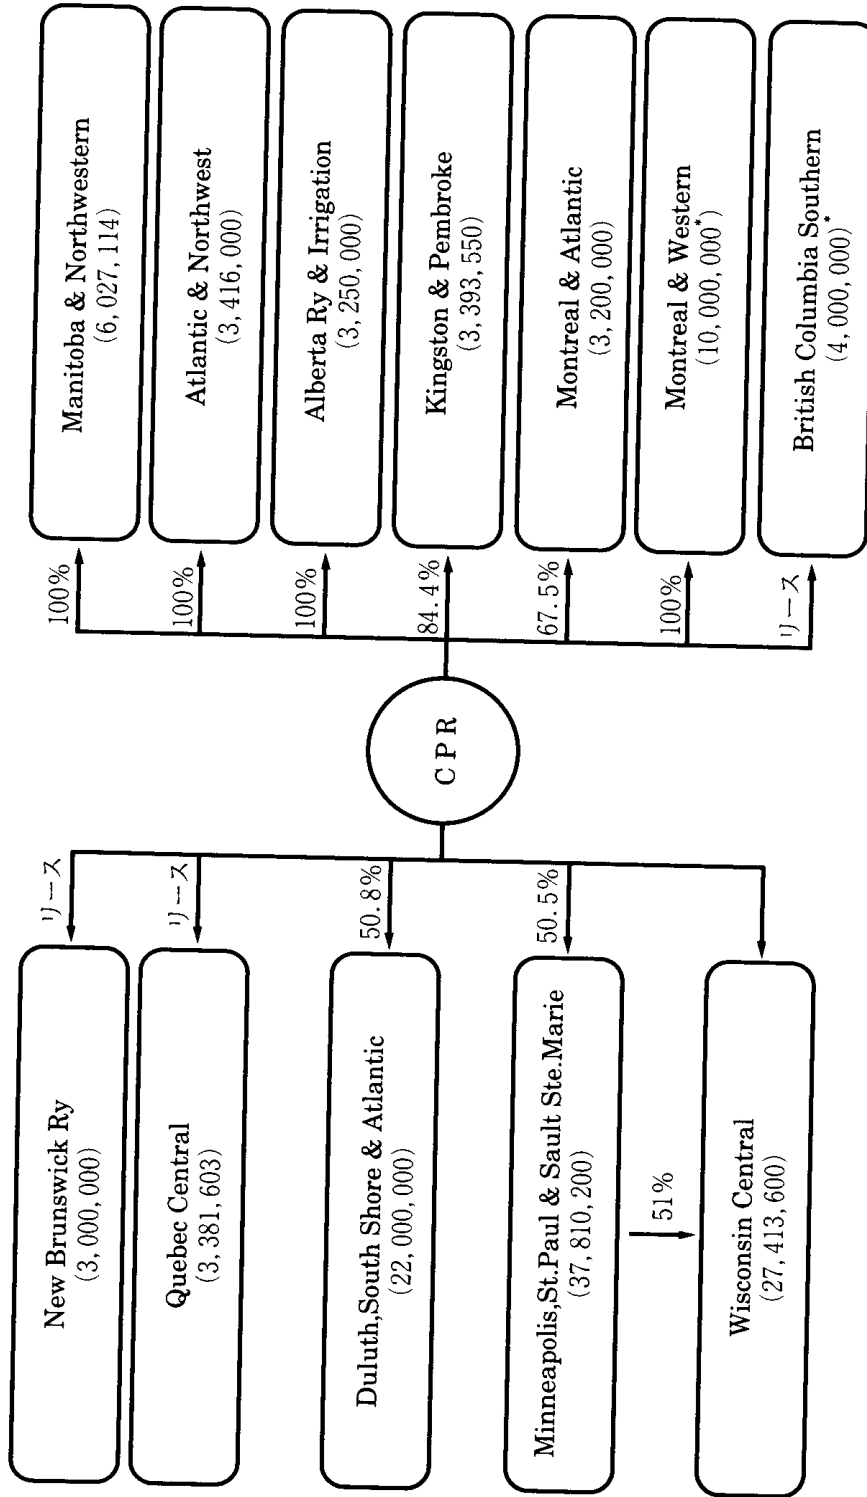 New Brunswick Ry
(3,000,000)
リース
Quebec Central
(3,381,603)
リース
Duluth,South Shore & Atlantic
(22,000,000)
50.8%
Minneapolis,St.Paul & Sault Ste.Marie
(37,810,200)
50.5%
51%
Wisconsin Central
(27,413,600)
CPR
100%
Manitoba & Northwestern
(6,027,114)
100%
Atlantic & Northwest
(3,416,000)
100%
Alberta Ry & Irrigation
(3,250,000)
84.4%
Kingston & Pembroke
(3,393,550)
67.5%
Montreal & Atlantic
(3,200,000)
100%
Montreal & Western
(10,000,000*)
リース
British Columbia Southern
(4,000,000)*